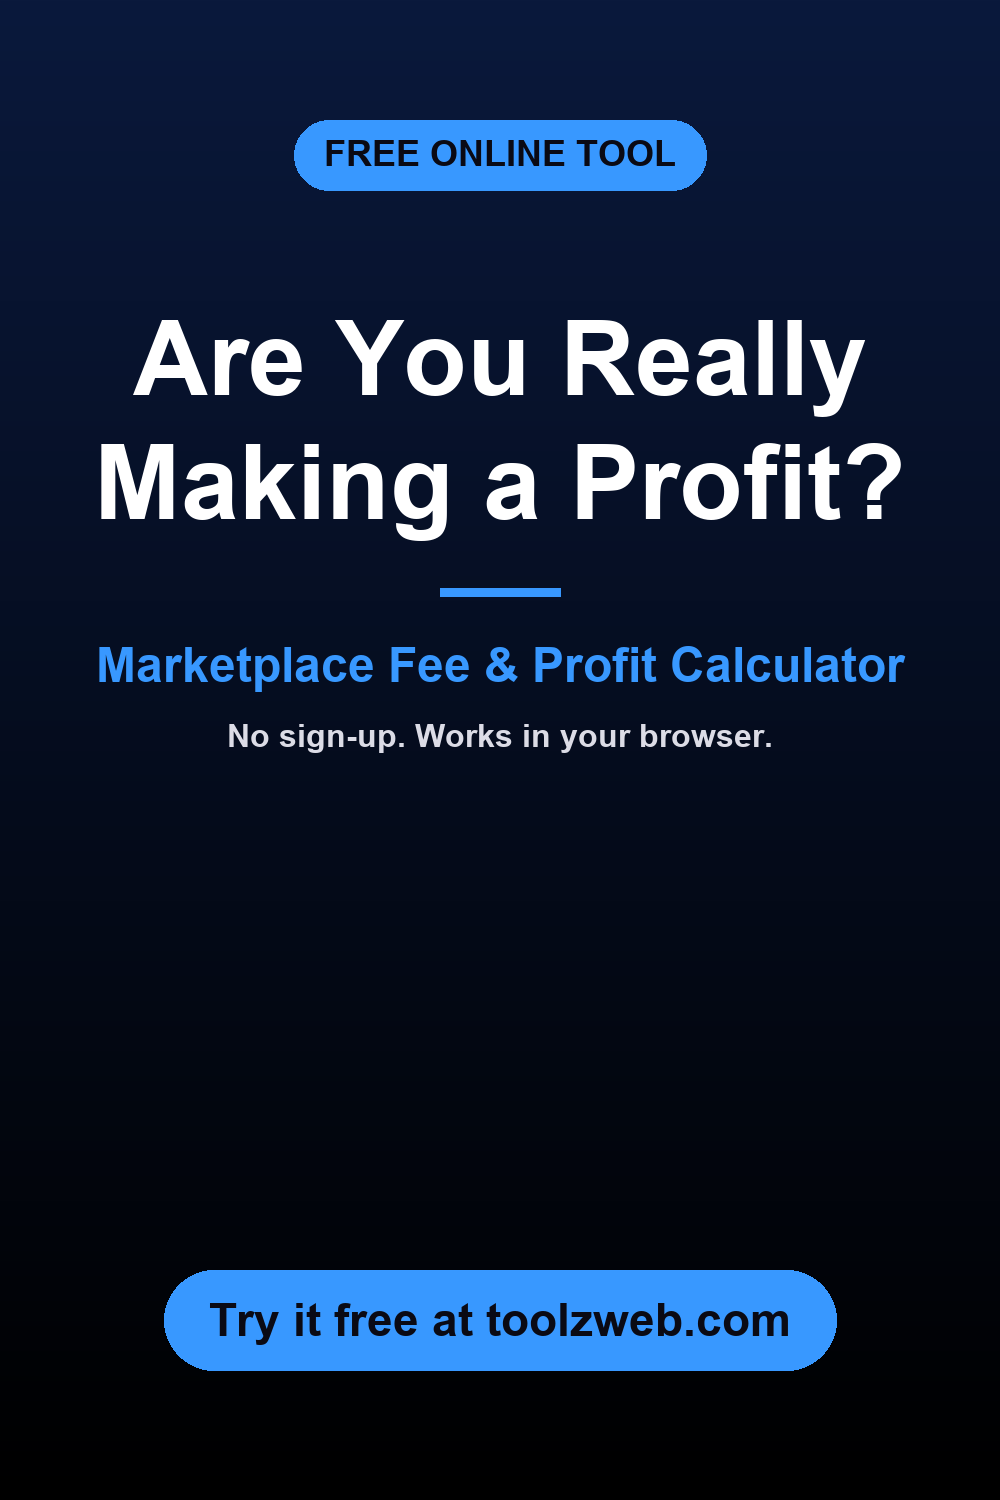 FREE ONLINE TOOL
Are You Really
Making a Profit?
Marketplace Fee & Profit Calculator
No sign-up. Works in your browser.
Try it free at toolzweb.com